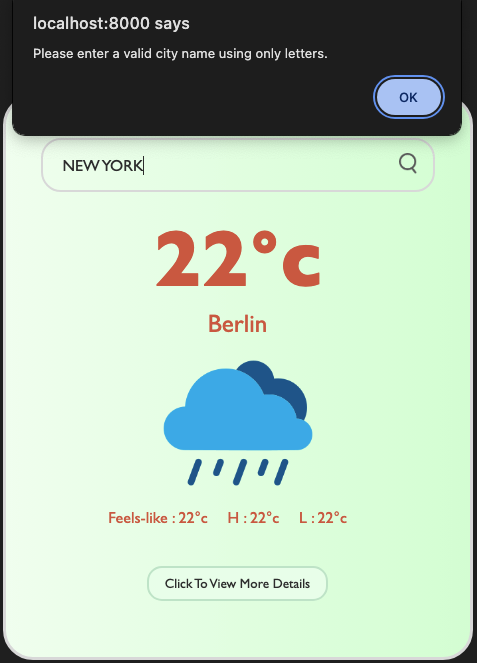 localhost:8000 says
Please enter a valid city name using only letters.
OK
NEW YORK
22°c
Berlin
Feels-like : 22°c H : 22°c L : 22°c
Click To View More Details